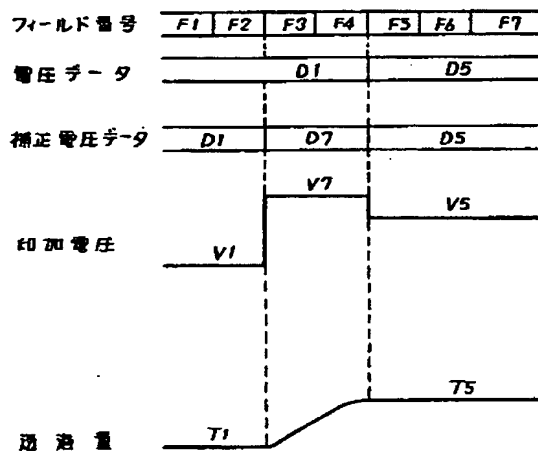 フィールド番号 F1 F2 F3 F4 F5 F6 F7
電圧データ D1 D5
補正電圧データ D1 D7 D5
V7
V5
印加電圧
V1
T5
透過量 T1